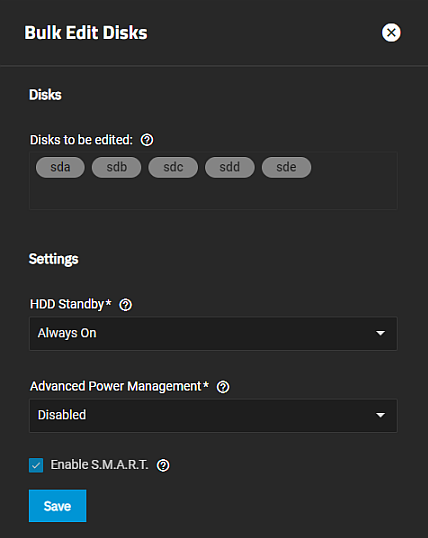 Bulk Edit Disks
Disks
Disks to be edited:
sda sdb sdc sdd sde
Settings
HDD Standby*
Always On
Advanced Power Management*
Disabled
Enable S.M.A.R.T.
Save